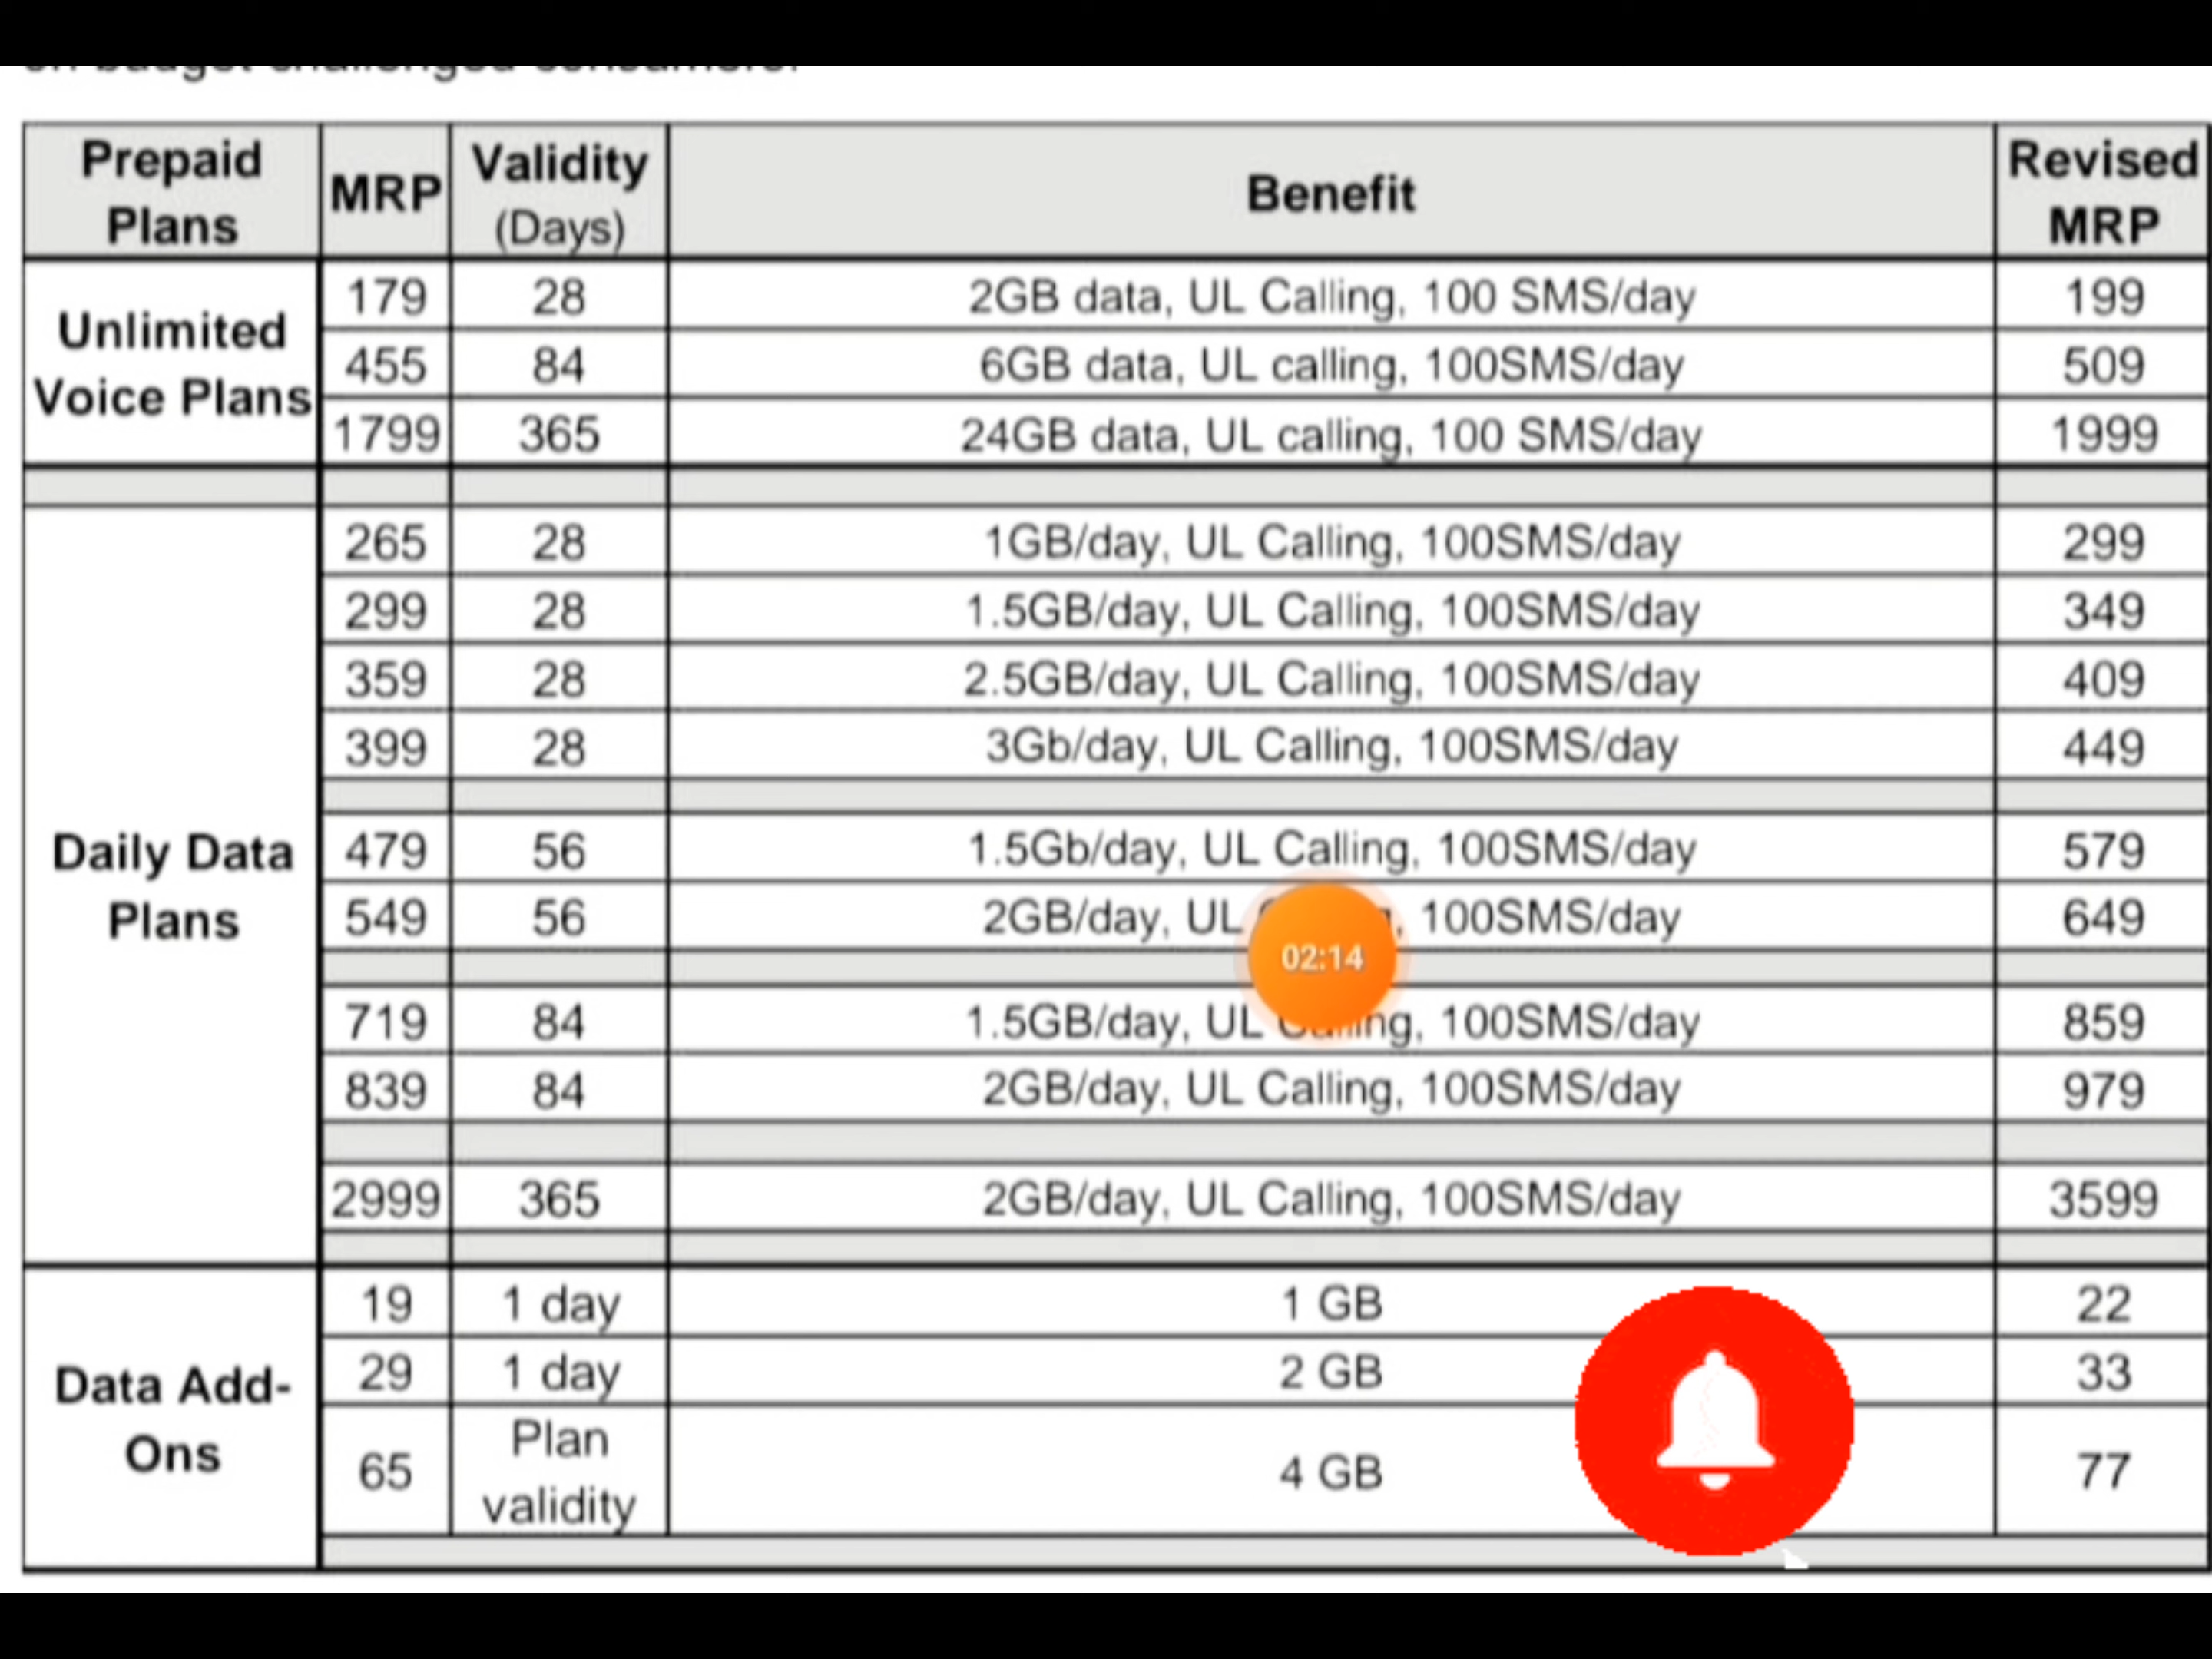 on budget challenged consumers.
Prepaid Plans MRP Validity (Days) Benefit Revised MRP
Unlimited Voice Plans
179 28 2GB data, UL Calling, 100 SMS/day 199
455 84 6GB data, UL calling, 100SMS/day 509
1799 365 24GB data, UL calling, 100 SMS/day 1999
Daily Data Plans
265 28 1GB/day, UL Calling, 100SMS/day 299
299 28 1.5GB/day, UL Calling, 100SMS/day 349
359 28 2.5GB/day, UL Calling, 100SMS/day 409
399 28 3Gb/day, UL Calling, 100SMS/day 449
479 56 1.5Gb/day, UL Calling, 100SMS/day 579
549 56 2GB/day, UL 100SMS/day 649
02:14
719 84 1.5GB/day, UL Calling, 100SMS/day 859
839 84 2GB/day, UL Calling, 100SMS/day 979
2999 365 2GB/day, UL Calling, 100SMS/day 3599
Data Add-Ons
19 1 day 1 GB 22
29 1 day 2 GB 33
65 Plan validity 4 GB 77